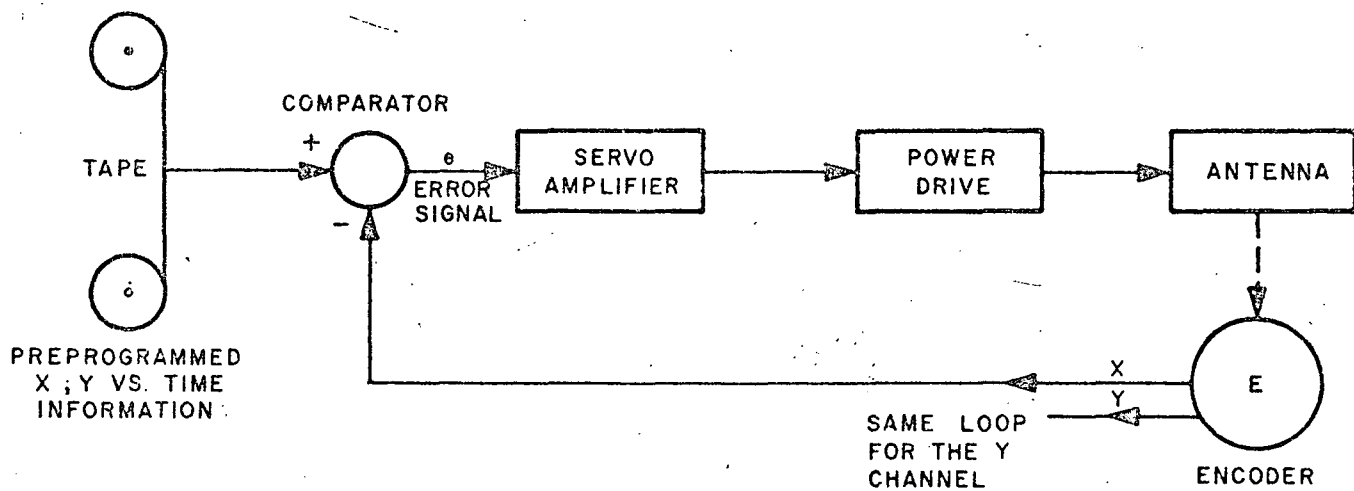 COMPARATOR
+
TAPE
-
e
ERROR
SIGNAL
SERVO
AMPLIFIER
POWER
DRIVE
ANTENNA
PREPROGRAMMED
X ; Y VS. TIME
INFORMATION
X
Y
E
SAME LOOP
FOR THE Y
CHANNEL
ENCODER